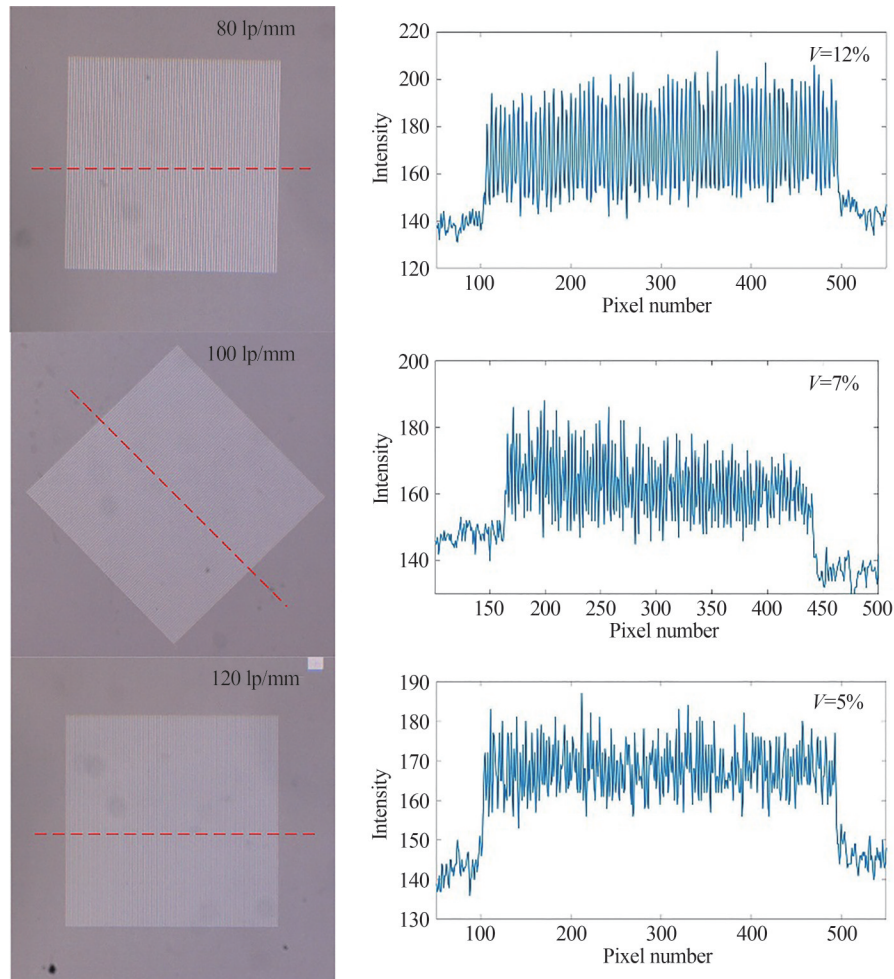 80 lp/mm
V=12%
220
200
180
160
140
120
Intensity
100 200 300 400 500
Pixel number
100 lp/mm
V=7%
200
180
160
140
Intensity
150 200 250 300 350 400 450 500
Pixel number
120 lp/mm
V=5%
190
180
170
160
150
140
130
Intensity
100 200 300 400 500
Pixel number